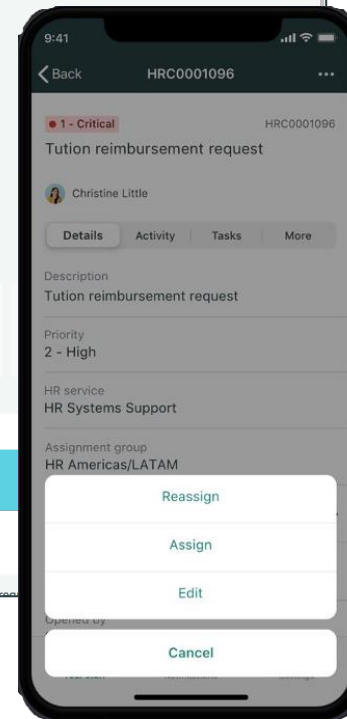 9:41
Back HRC0001096 ...
1 - Critical HRC0001096
Tution reimbursement request
Christine Little
Details Activity Tasks More
Description
Tution reimbursement request
Priority
2 - High
HR service
HR Systems Support
Assignment group
HR Americas/LATAM
Reassign
Assign
Edit
Opened by
Cancel